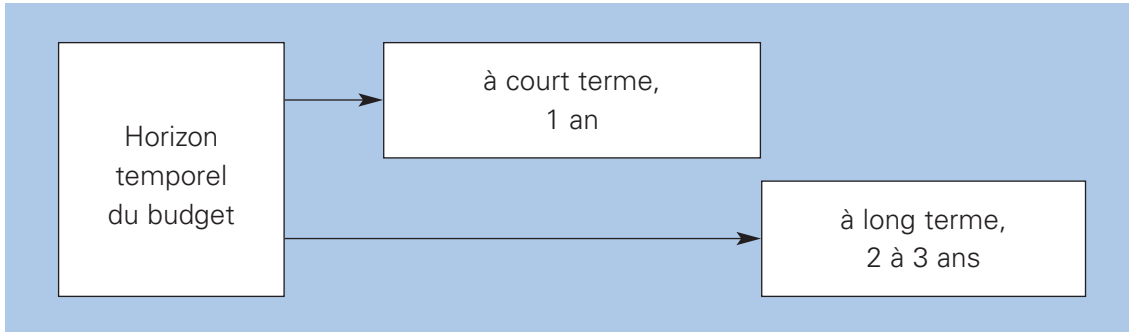 Horizon
temporel
du budget
à court terme,
1 an
à long terme,
2 à 3 ans